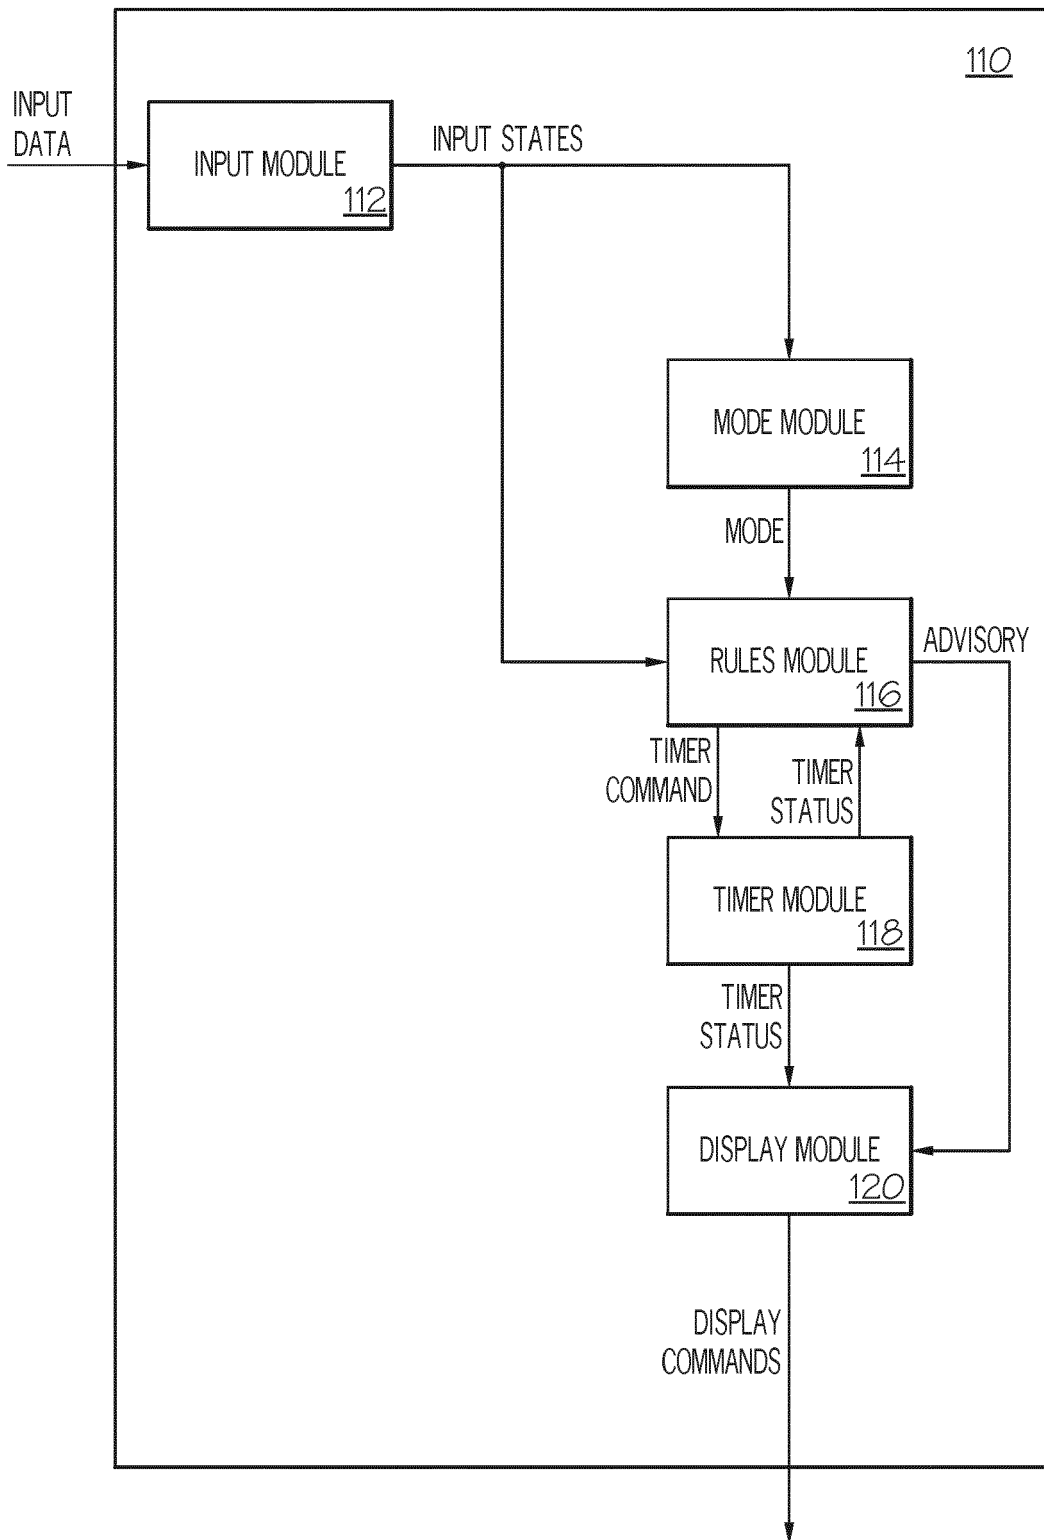 110
INPUT
DATA
INPUT MODULE
112
INPUT STATES
MODE MODULE
114
MODE
RULES MODULE
116
ADVISORY
TIMER
COMMAND
TIMER
STATUS
TIMER MODULE
118
TIMER
STATUS
DISPLAY MODULE
120
DISPLAY
COMMANDS